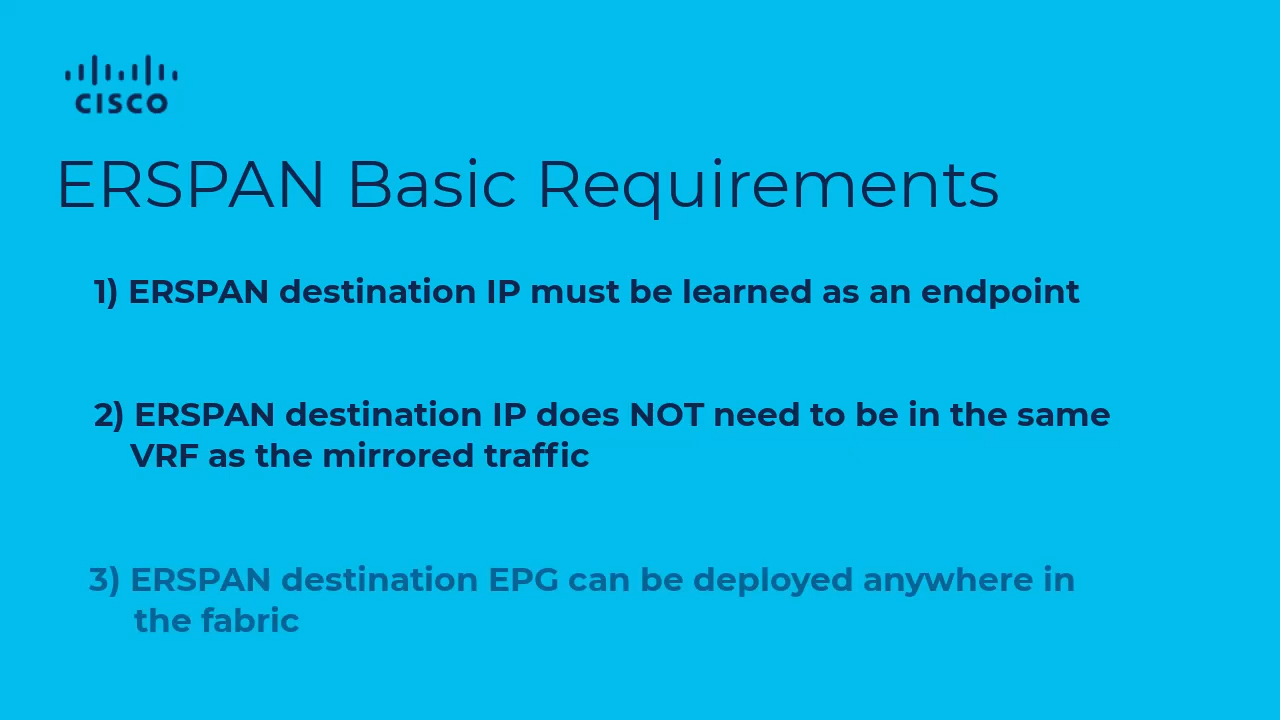 CISCO
ERSPAN Basic Requirements
1) ERSPAN destination IP must be learned as an endpoint
2) ERSPAN destination IP does NOT need to be in the same
VRF as the mirrored traffic
3) ERSPAN destination EPG can be deployed anywhere in
the fabric